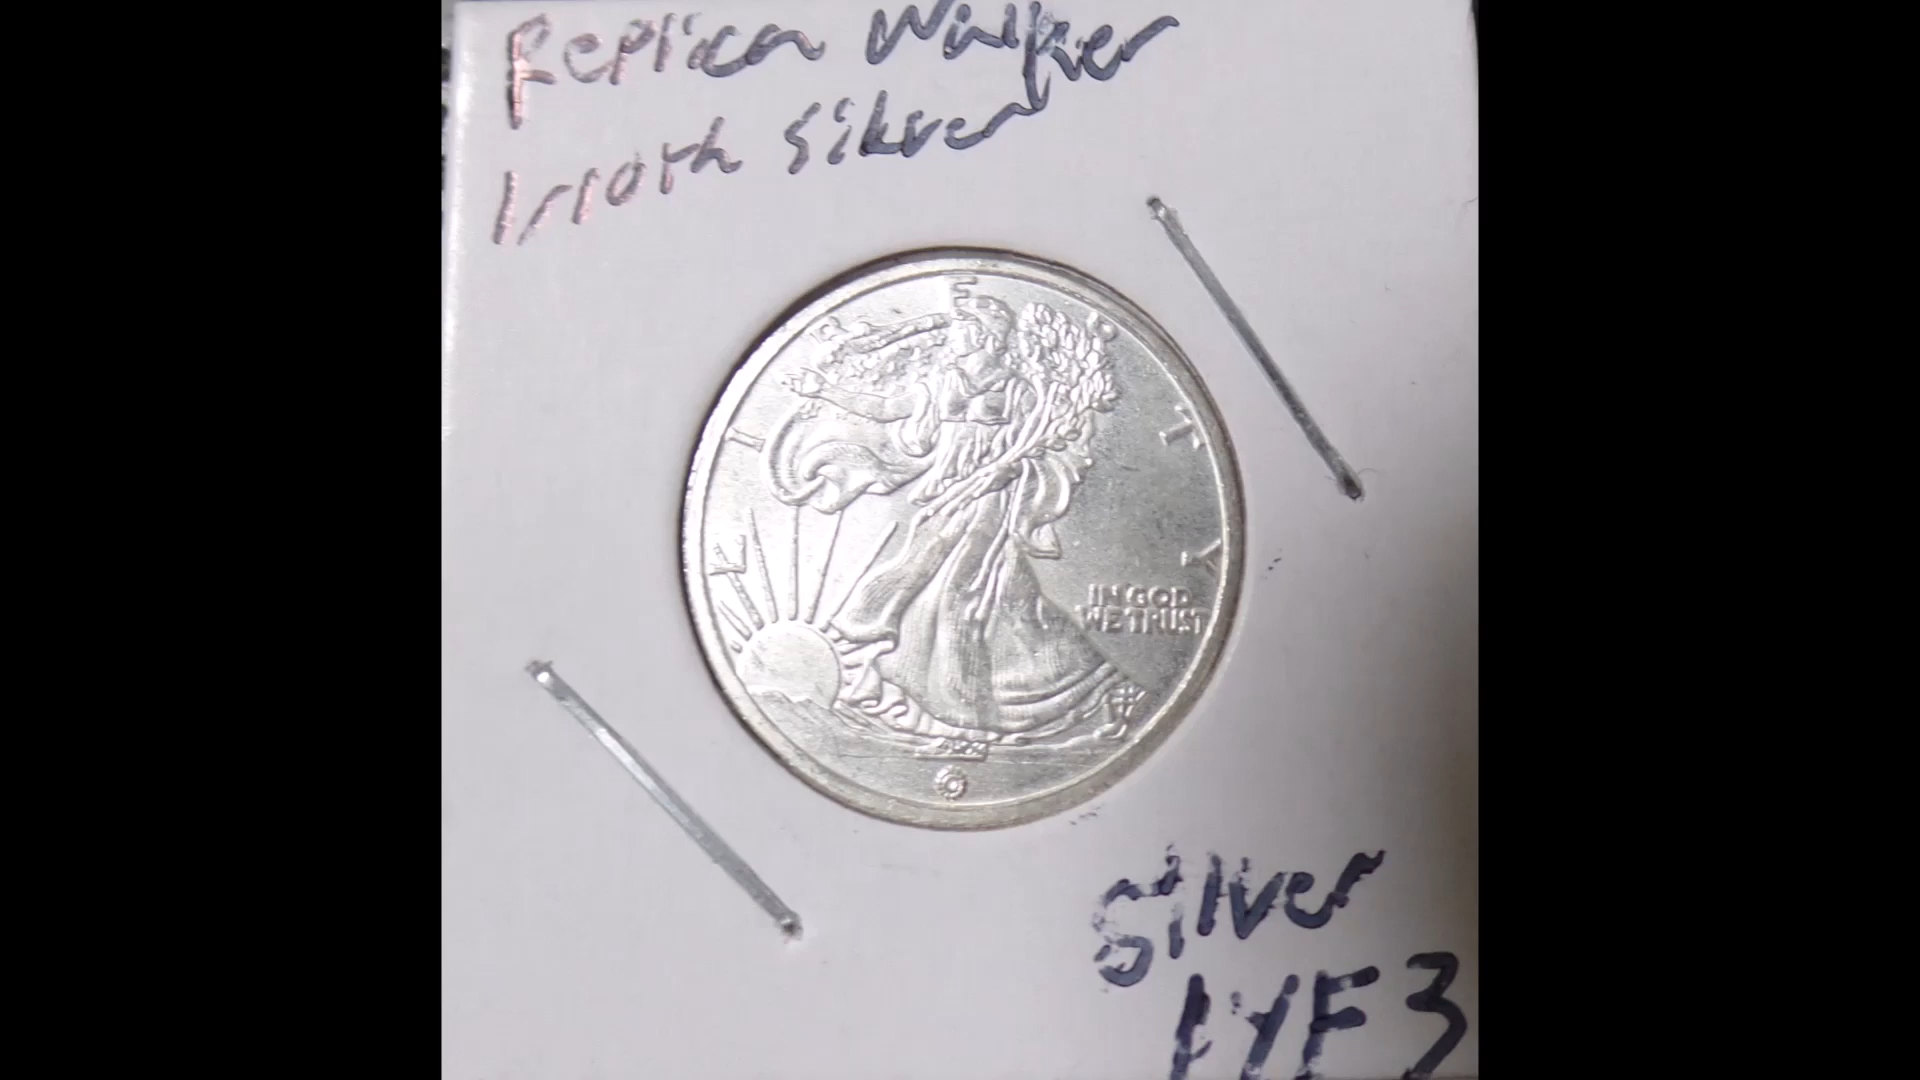 Replica Walker
1/10th Silver
LIBERTY
IN GOD
WE TRUST
Silver